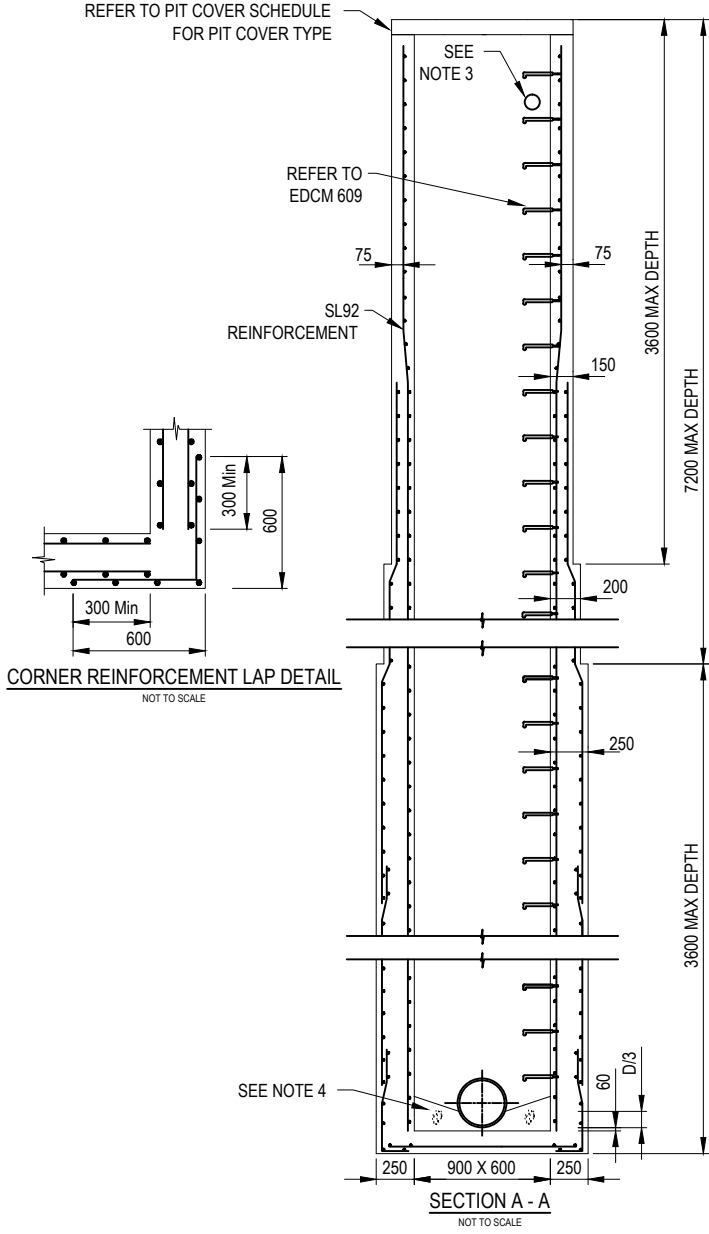 REFER TO PIT COVER SCHEDULE
FOR PIT COVER TYPE
SEE
NOTE 3
REFER TO
EDCM 609
75
75
SL92
REINFORCEMENT
150
3600 MAX DEPTH
7200 MAX DEPTH
300 Min
600
300 Min
600
CORNER REINFORCEMENT LAP DETAIL
NOT TO SCALE
200
250
3600 MAX DEPTH
SEE NOTE 4
60
D/3
250
900 X 600
250
SECTION A - A
NOT TO SCALE